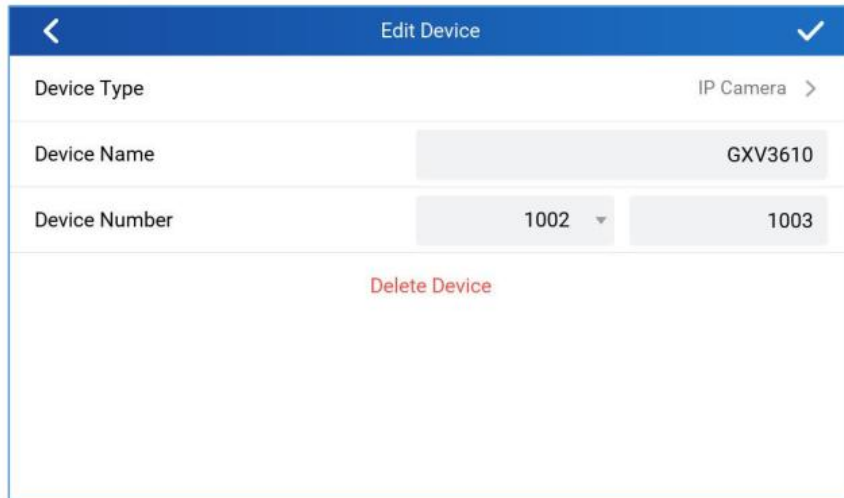 Edit Device
Device Type IP Camera
Device Name GXV3610
Device Number 1002 1003
Delete Device